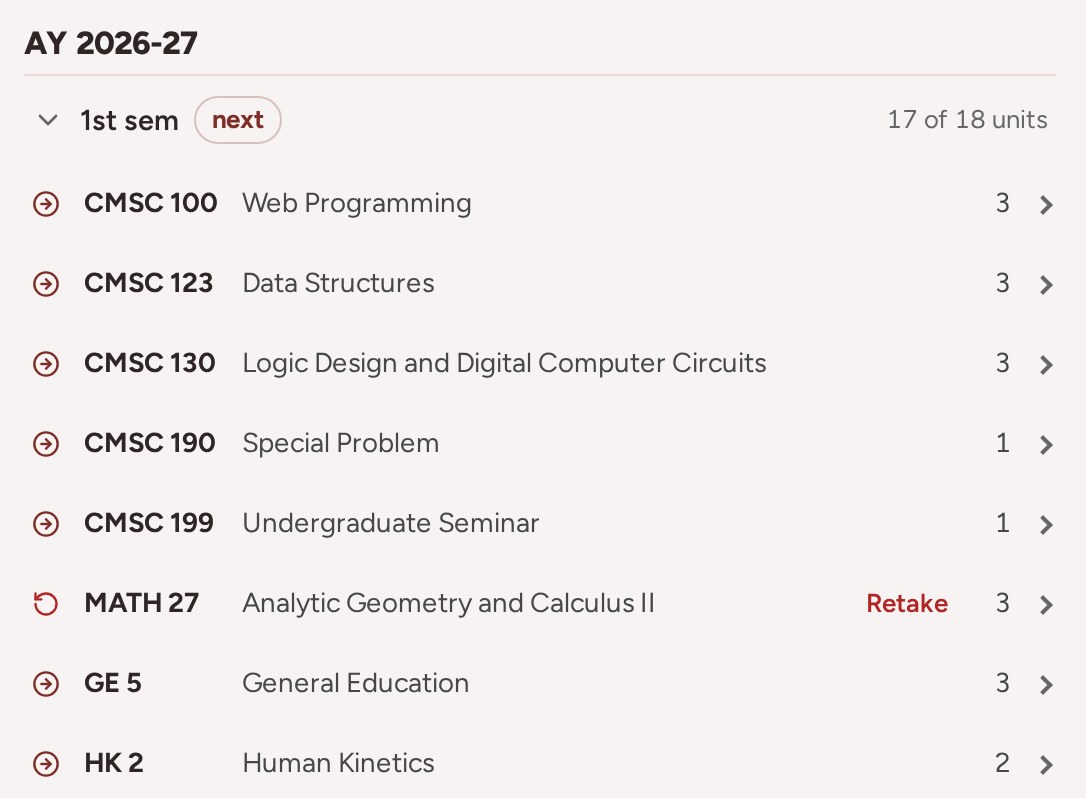 AY 2026-27
1st sem next 17 of 18 units
CMSC 100 Web Programming 3
CMSC 123 Data Structures 3
CMSC 130 Logic Design and Digital Computer Circuits 3
CMSC 190 Special Problem 1
CMSC 199 Undergraduate Seminar 1
MATH 27 Analytic Geometry and Calculus II Retake 3
GE 5 General Education 3
HK 2 Human Kinetics 2